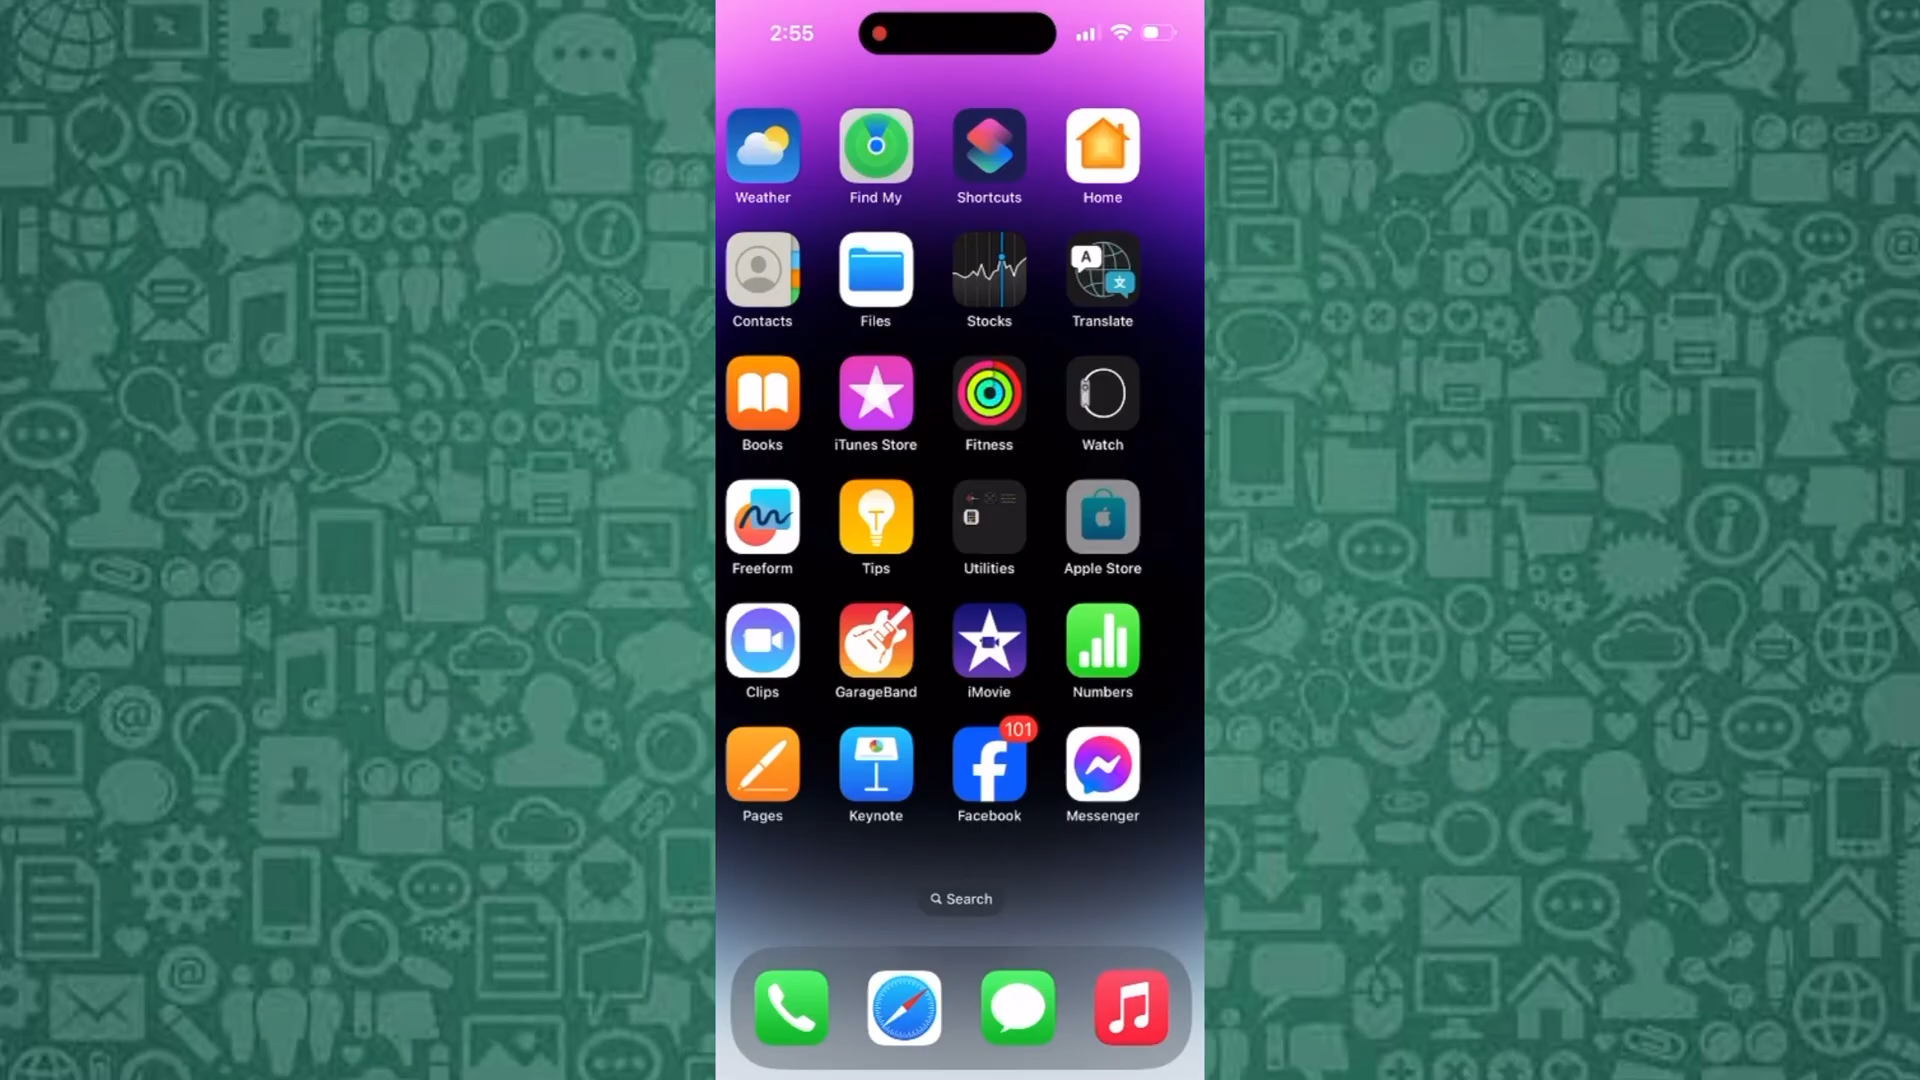 2:55
Weather Find My Shortcuts Home
A 文
Contacts Files Stocks Translate
Books iTunes Store Fitness Watch
Freeform Tips Utilities Apple Store
Clips GarageBand iMovie Numbers
101
Pages Keynote Facebook Messenger
Search